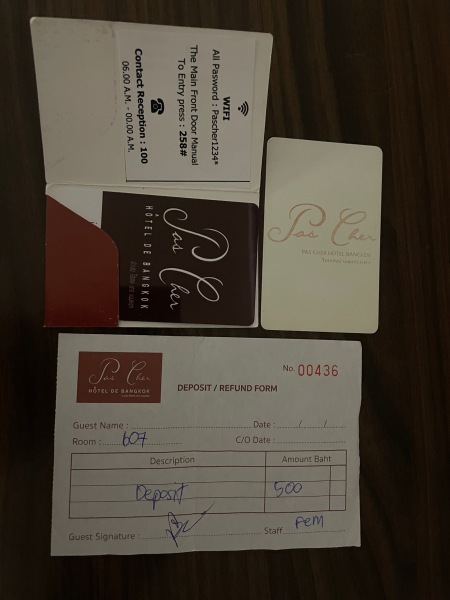 WIFI
All Password : Pascher1234*
The Main Front Door Manual
To Entry press : 258#
Contact Reception : 100
06.00 A.M. - 00.00 A.M.
Pas Cher
HÔTEL DE BANGKOK
Pas Cher
PAS CHER HOTEL BANGKOK
Pas Cher
HÔTEL DE BANGKOK
No. 00436
DEPOSIT / REFUND FORM
Guest Name : Date : / /
Room : 607 C/O Date :
Description Amount Baht
Deposit 500
Guest Signature : Staff Pem